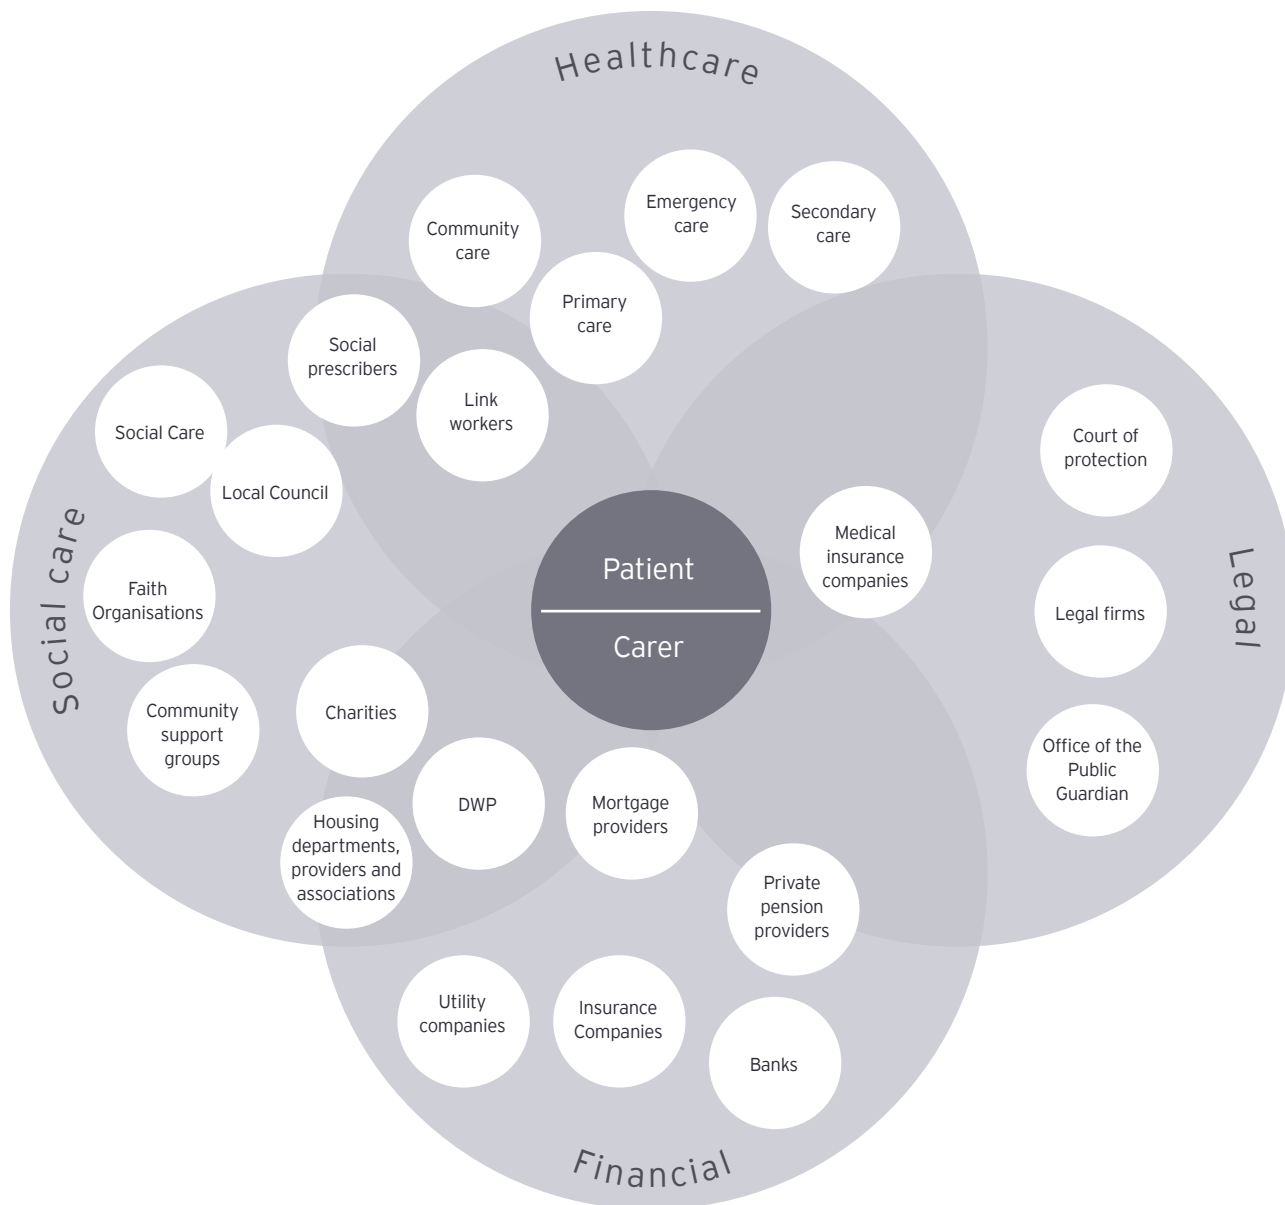 Healthcare
Emergency
care
Secondary
care
Community
care
Primary
care
Social
prescribers
Link
workers
Social Care
Local Council
Social care
Faith
Organisations
Community
support
groups
Charities
DWP
Housing
departments,
providers and
associations
Patient
Carer
Medical
insurance
companies
Court of
protection
Legal firms
Office of the
Public
Guardian
Legal
Mortgage
providers
Private
pension
providers
Utility
companies
Insurance
Companies
Banks
Financial